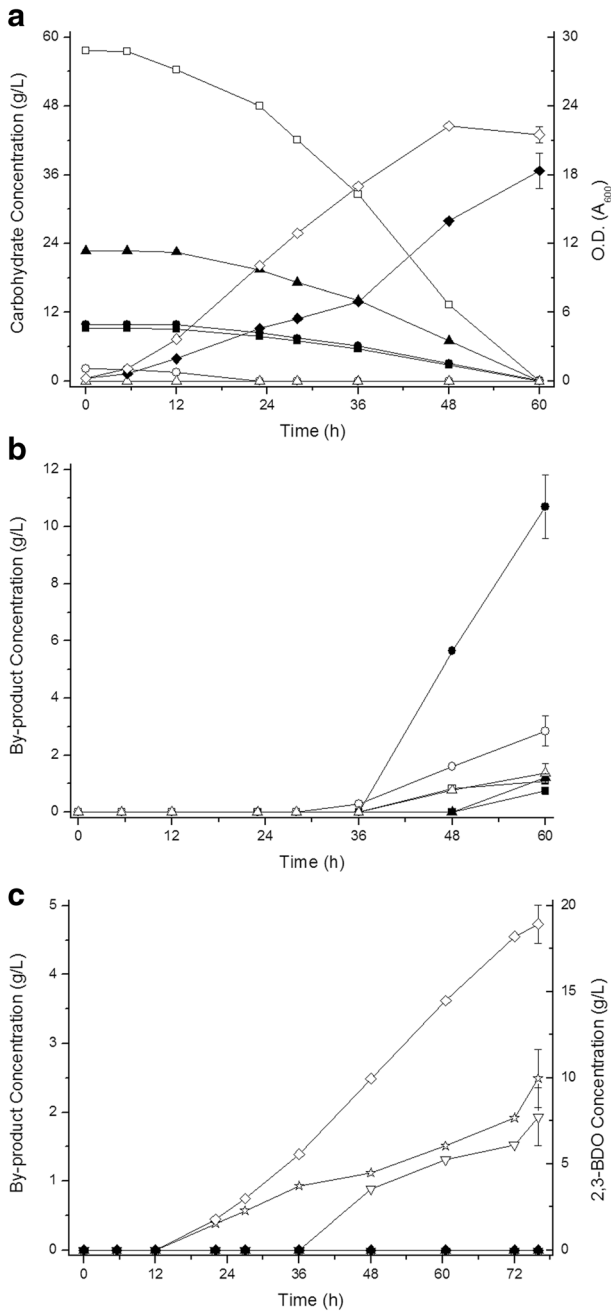 a
Carbohydrate Concentration (g/L)
60
48
36
24
12
0
30
24
18
12
6
0
O.D. (A600)
0 12 24 36 48 60
Time (h)
b
By-product Concentration (g/L)
12
10
8
6
4
2
0
0 12 24 36 48 60
Time (h)
c
By-product Concentration (g/L)
5
4
3
2
1
0
20
15
10
5
0
2,3-BDO Concentration (g/L)
0 12 24 36 48 60 72
Time (h)